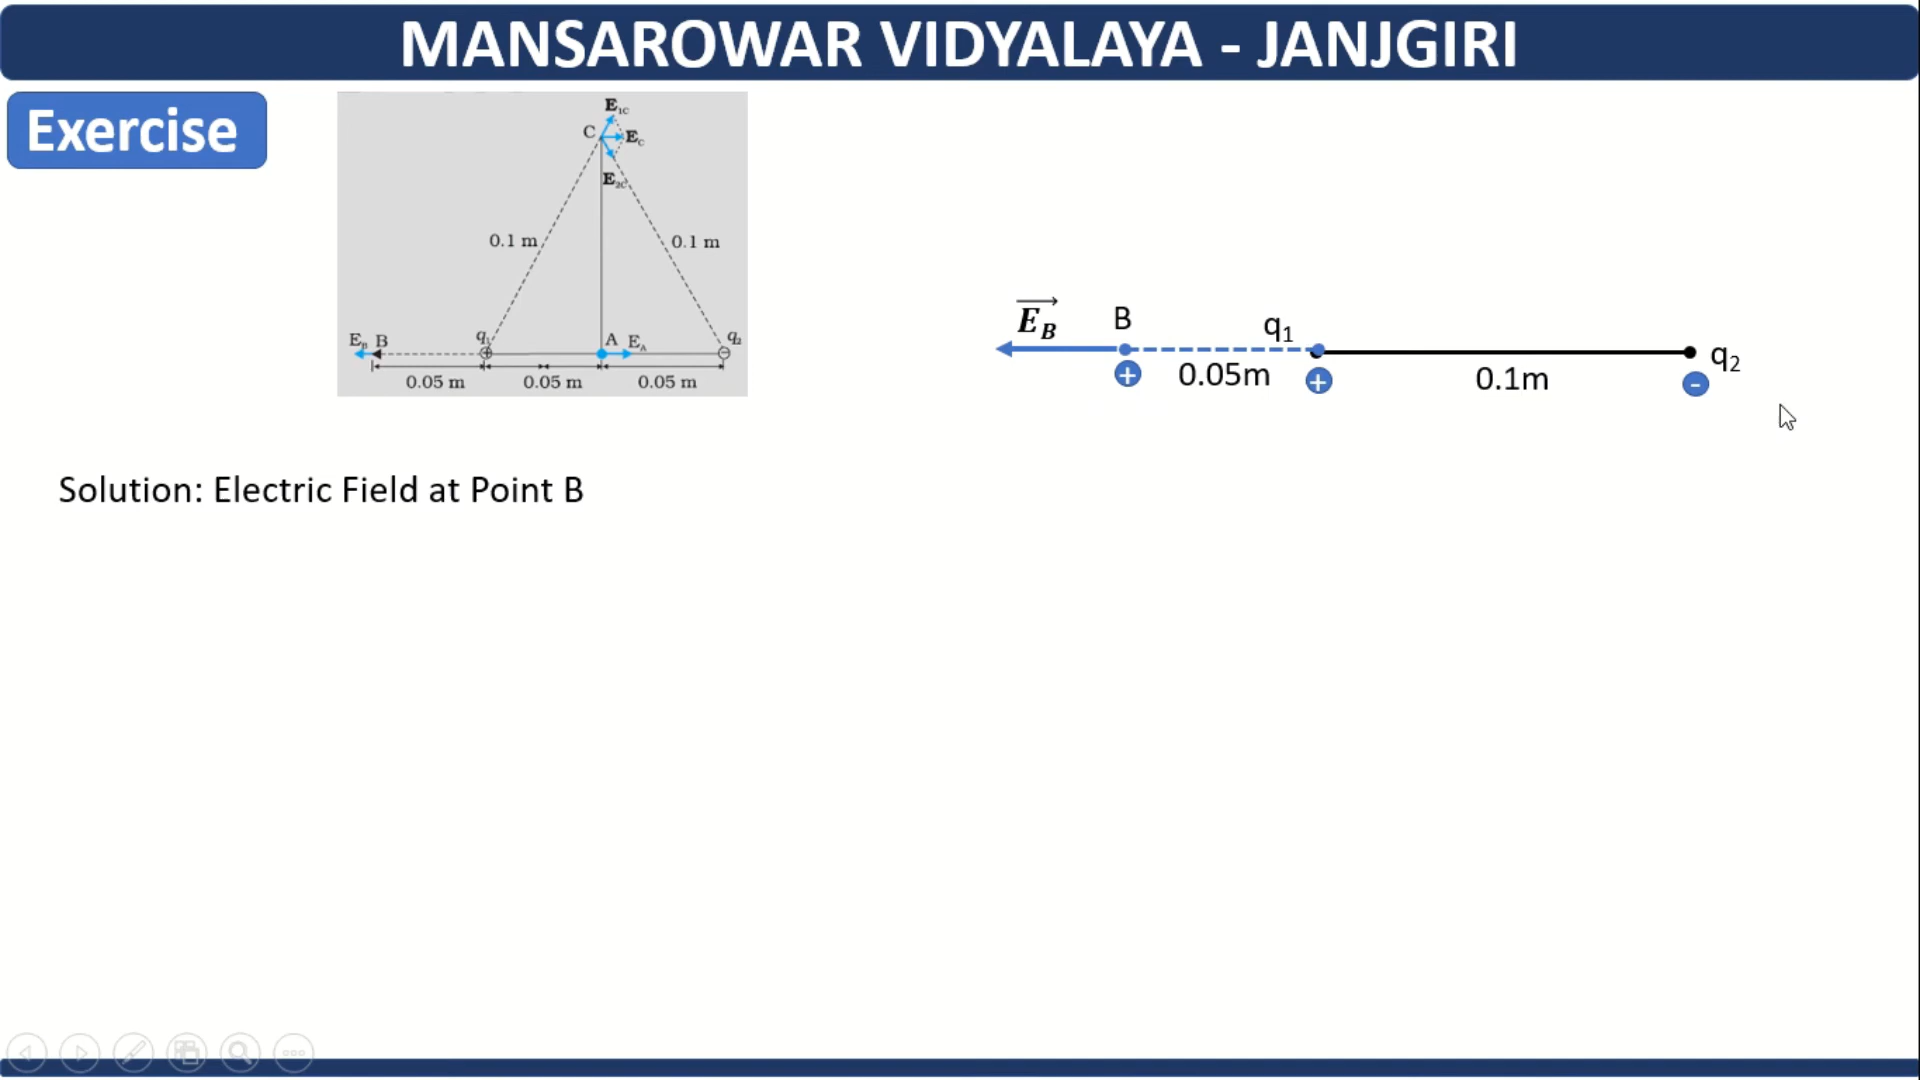 MANSAROWAR VIDYALAYA - JANJGIRI
Exercise
E1C
C
EC
E2C
0.1 m
0.1 m
EB B
q1
A EA
q2
0.05 m
0.05 m
0.05 m
EB
B
q1
q2
+
0.05m
+
0.1m
-
Solution: Electric Field at Point B